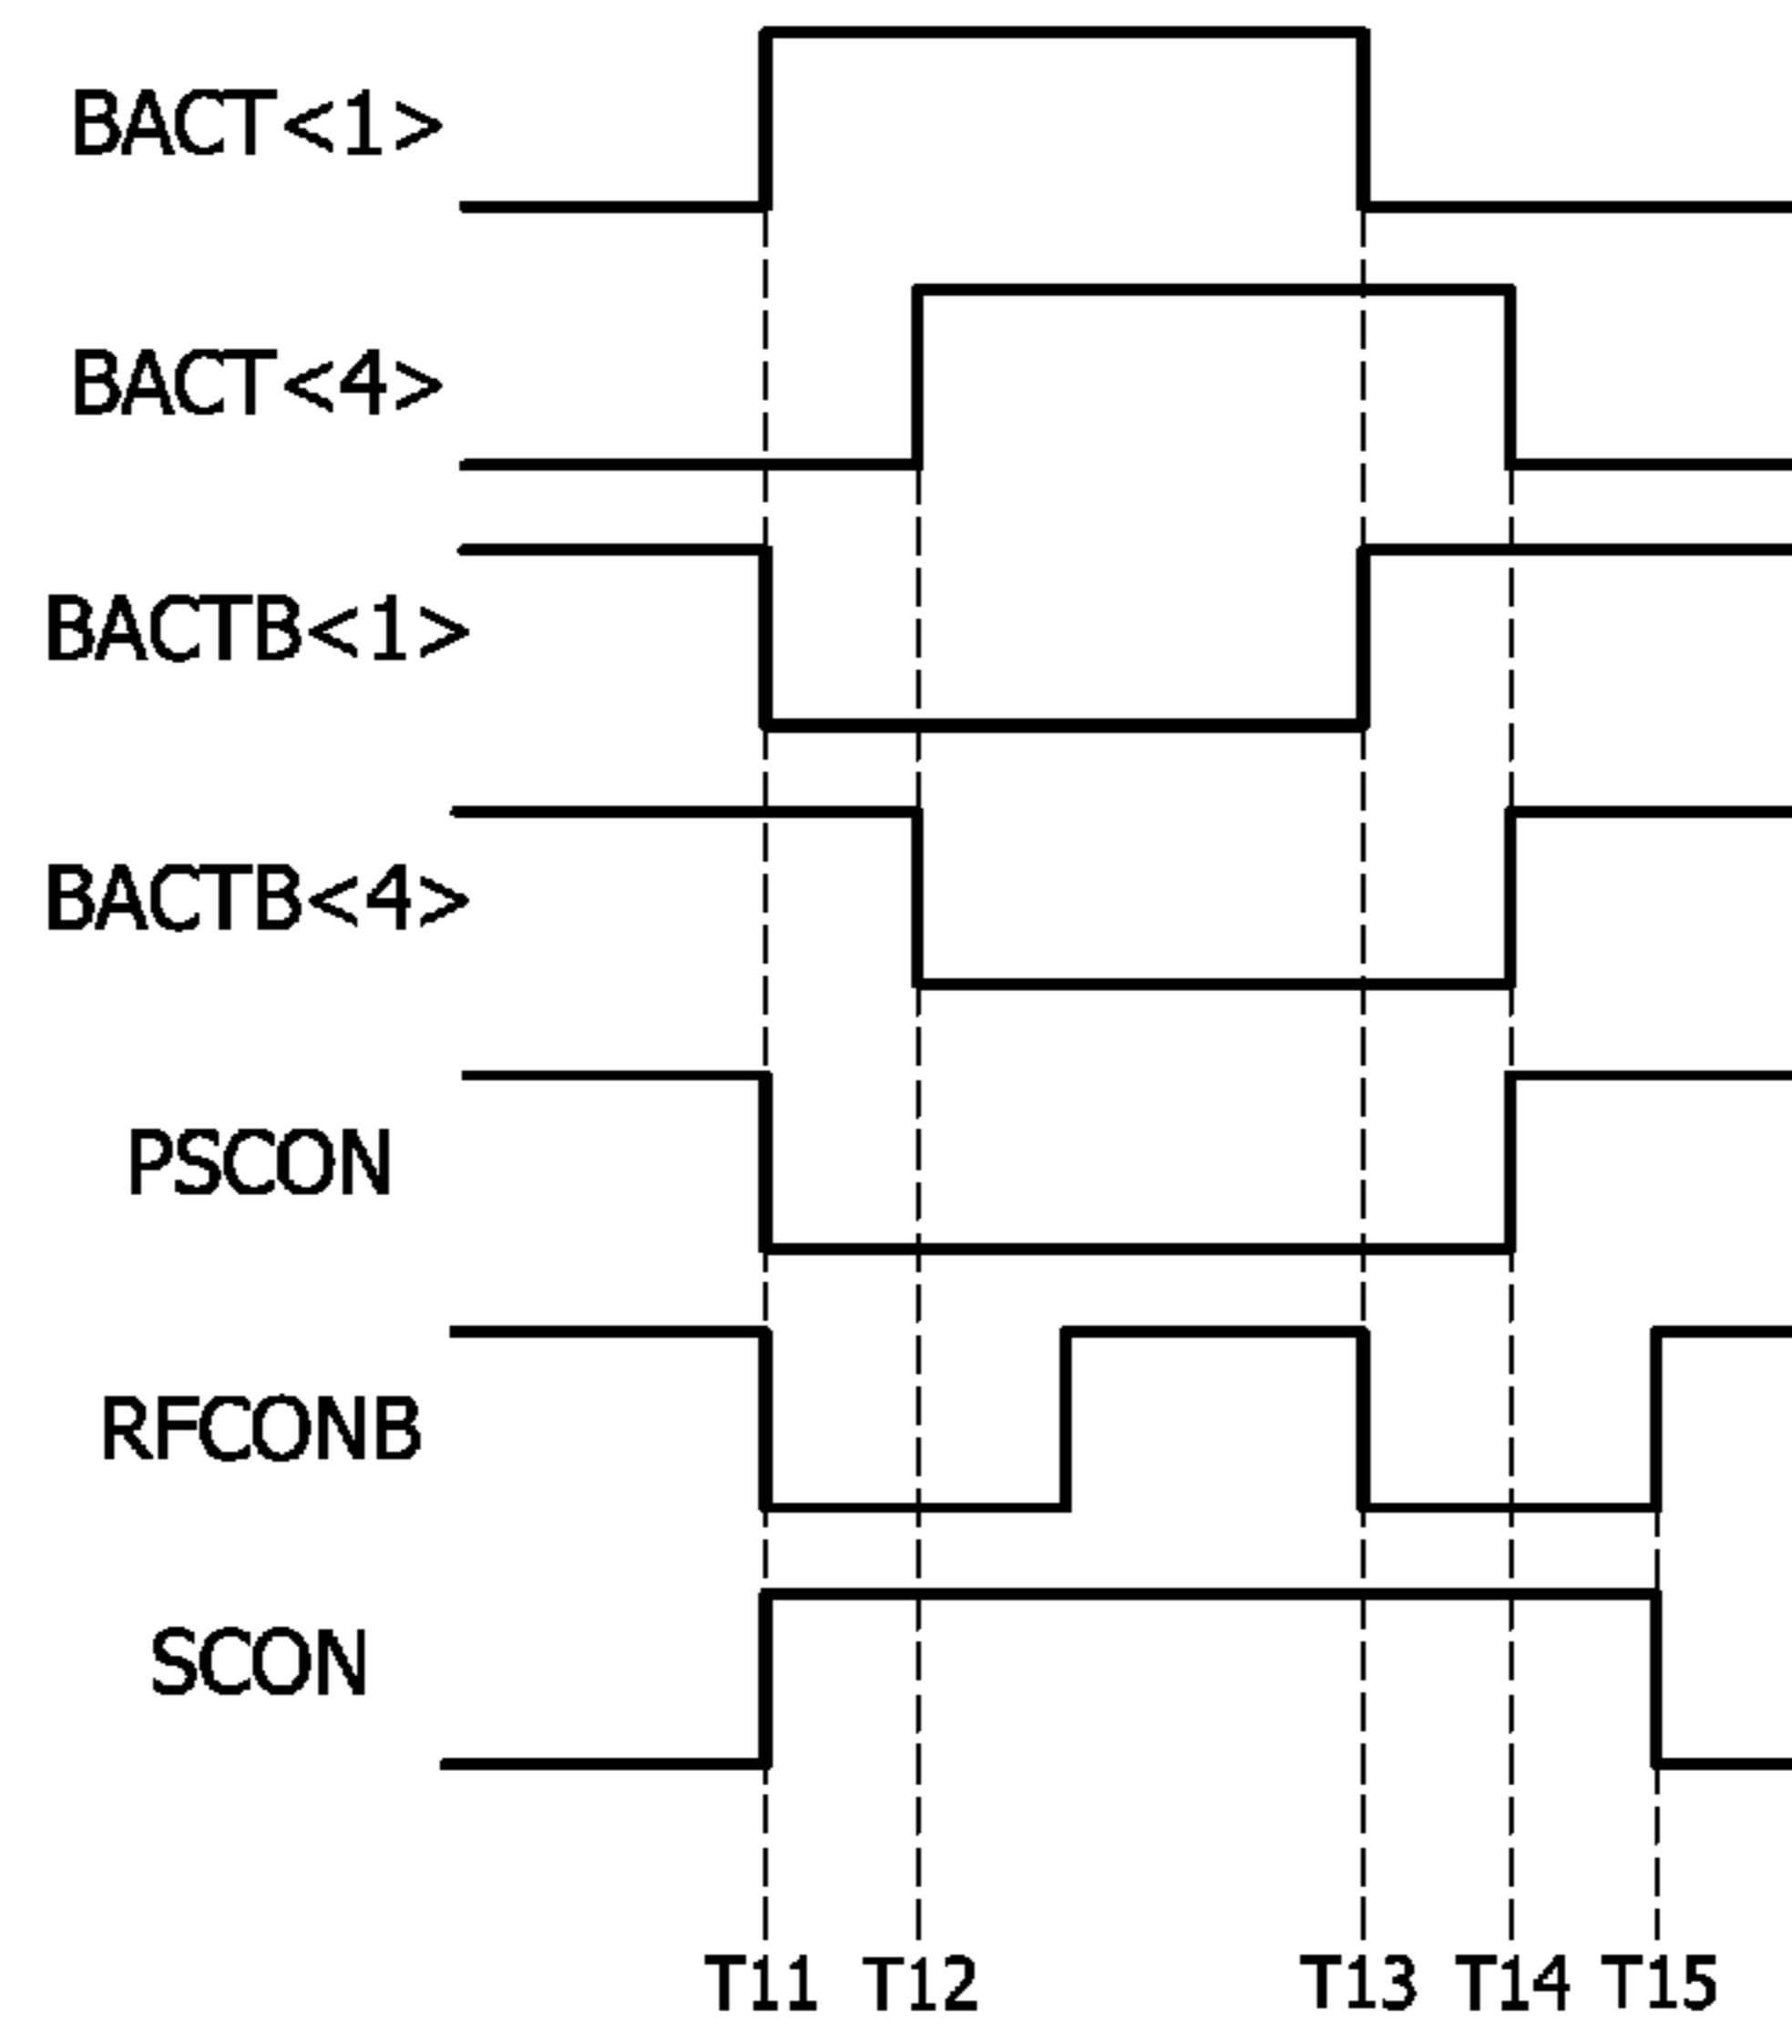 BACT<1>
BACT<4>
BACTB<1>
BACTB<4>
PSCON
RFCONB
SCON
T11 T12 T13 T14 T15